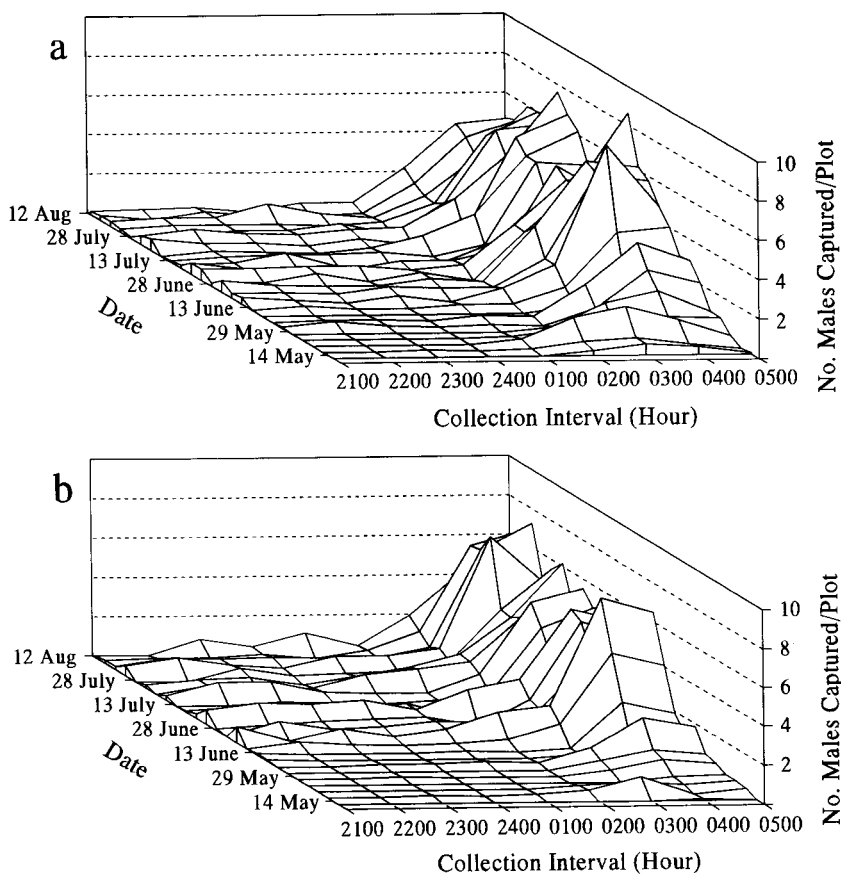 a
10
8
6
4
2
No. Males Captured/Plot
12 Aug
28 July
13 July
28 June
13 June
29 May
14 May
Date
2100 2200 2300 2400 0100 0200 0300 0400 0500
Collection Interval (Hour)
b
10
8
6
4
2
No. Males Captured/Plot
12 Aug
28 July
13 July
28 June
13 June
29 May
14 May
Date
2100 2200 2300 2400 0100 0200 0300 0400 0500
Collection Interval (Hour)